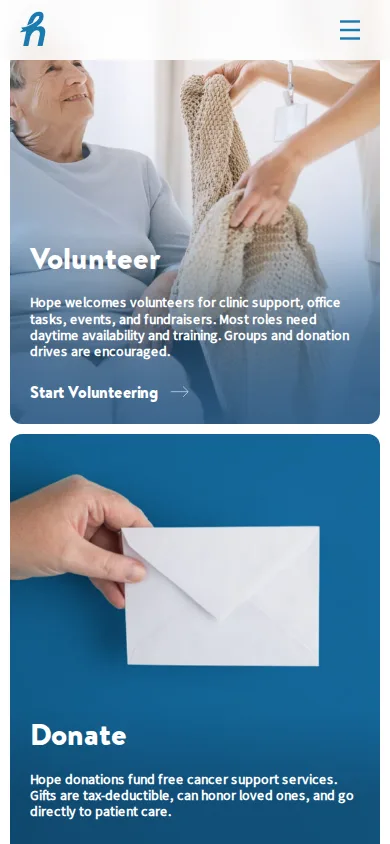 h
Volunteer
Hope welcomes volunteers for clinic support, office
tasks, events, and fundraisers. Most roles need
daytime availability and training. Groups and donation
drives are encouraged.
Start Volunteering
Donate
Hope donations fund free cancer support services.
Gifts are tax-deductible, can honor loved ones, and go
directly to patient care.